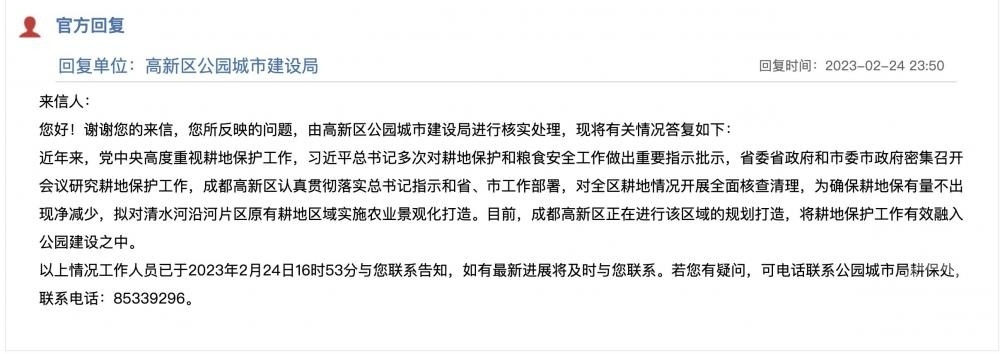 官方回复
回复单位：高新区公园城市建设局
回复时间：2023-02-24 23:50
来信人：
您好！谢谢您的来信，您所反映的问题，由高新区公园城市建设局进行核实处理，现将有关情况答复如下：
近年来，党中央高度重视耕地保护工作，习近平总书记多次对耕地保护和粮食安全工作做出重要指示批示，省委省政府和市委市政府密集召开
会议研究耕地保护工作，成都高新区认真贯彻落实总书记指示和省、市工作部署，对全区耕地情况开展全面核查清理，为确保耕地保有量不出
现净减少，拟对清水河沿河片区原有耕地区域实施农业景观化打造。目前，成都高新区正在进行该区域的规划打造，将耕地保护工作有效融入
公园建设之中。
以上情况工作人员已于2023年2月24日16时53分与您联系告知，如有最新进展将及时与您联系。若您有疑问，可电话联系公园城市局耕保处，
联系电话：85339296。